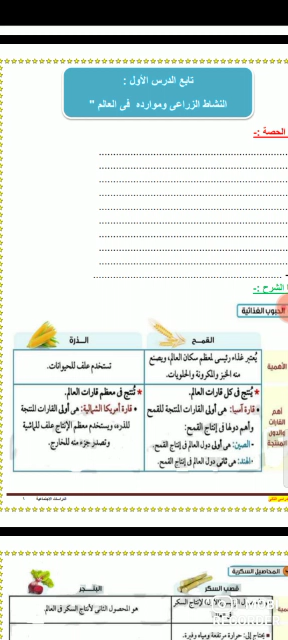 تابع الدرس الأول :
النشاط الزراعى وموارده فى العالم "
الحصة :-
الشرح :-
الحبوب الغذائية
القمح
الذرة
الأهمية
يُعتبر غذاء رئيسى لمعظم سكان العالم، ويصنع
منه الخبز والمكرونة والحلويات.
تستخدم علف للحيوانات.
أهم
القارات
والدول
المنتجة
* يُنتج فى كل قارات العالم.
• قارة آسيا: هى أولى القارات المنتجة للقمح
وأهم دولها فى إنتاج القمح:
- الصين: هى أولى دول العالم فى إنتاج القمح.
- الهند: هى ثانى دول العالم فى إنتاج القمح.
* تُنتج فى معظم قارات العالم.
• قارة أمريكا الشمالية: هى أولى القارات المنتجة
للذرة، ويستخدم معظم الإنتاج علف للماشية
وتصدر جزء منه للخارج.
الدراسات الاجتماعية
المحاصيل السكرية
قصب السكر
البنجر
لإنتاج السكر
هو المحصول الثانى لأنتاج السكر فى العالم
يحتاج إلى: حرارة مرتفعة ومياه وفيرة.